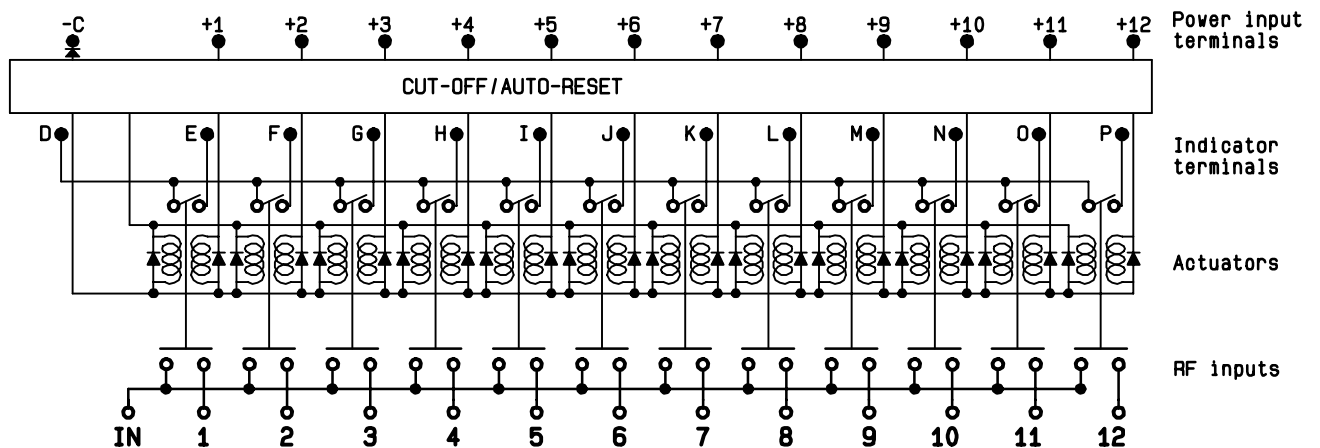 -C +1 +2 +3 +4 +5 +6 +7 +8 +9 +10 +11 +12
Power input
terminals
CUT-OFF/AUTO-RESET
D E F G H I J K L M N O P
Indicator
terminals
Actuators
RF inputs
IN 1 2 3 4 5 6 7 8 9 10 11 12